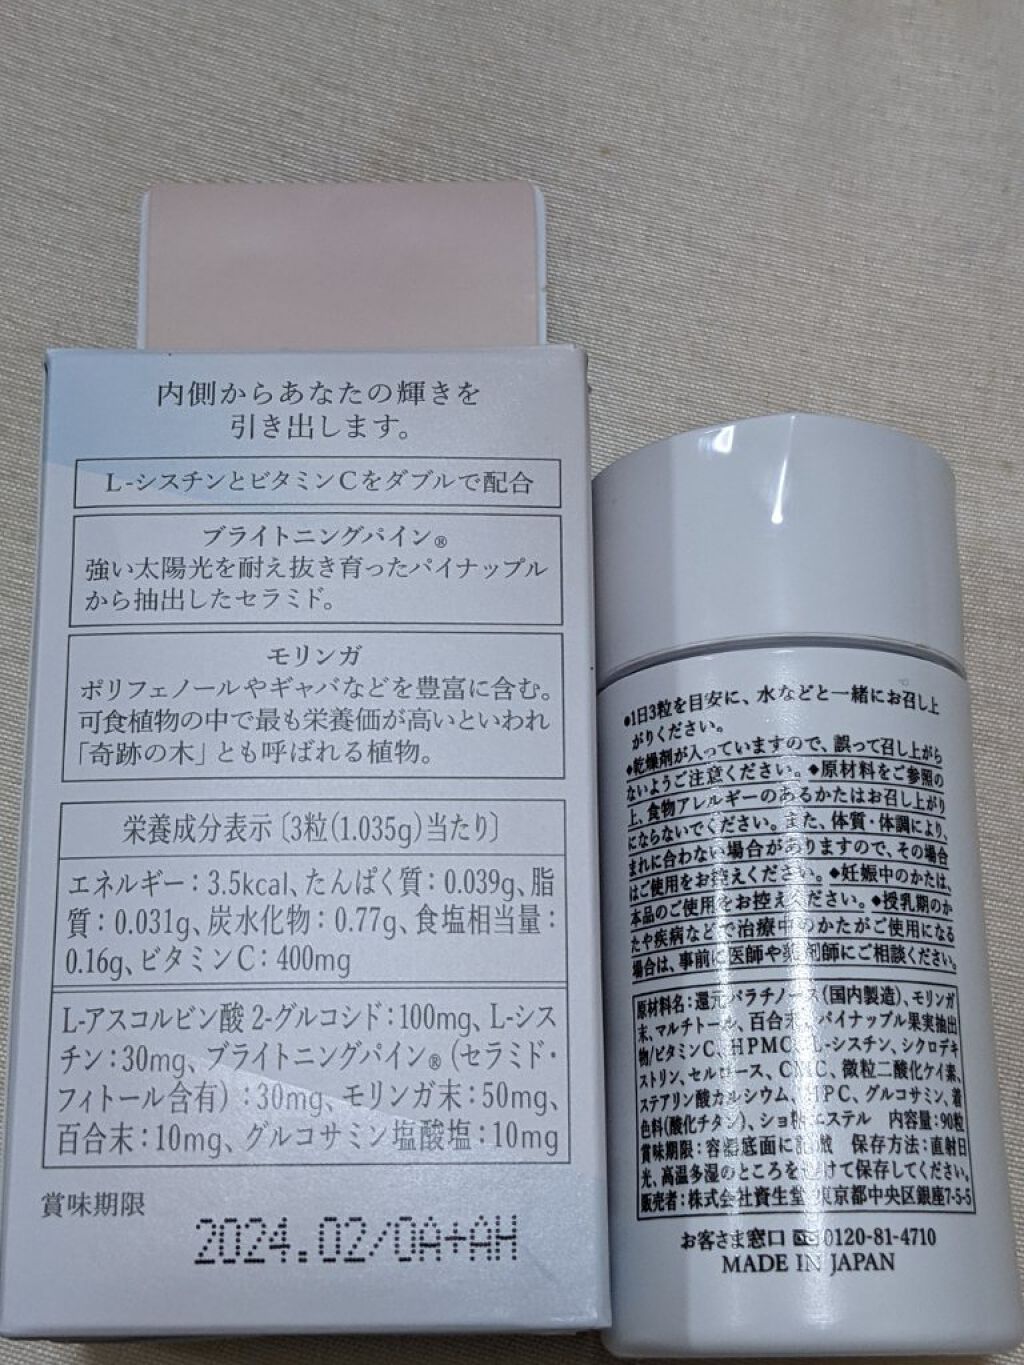 内側からあなたの輝きを
引き出します。
L-シスチンとビタミンCをダブルで配合
ブライトニングパイン®
強い太陽光を耐え抜き育ったパイナップル
から抽出したセラミド。
モリンガ
ポリフェノールやギャバなどを豊富に含む。
可食植物の中で最も栄養価が高いといわれ
「奇跡の木」とも呼ばれる植物。
栄養成分表示〔3粒(1.035g)当たり〕
エネルギー：3.5kcal、たんぱく質：0.039g、脂
質：0.031g、炭水化物：0.77g、食塩相当量：
0.16g、ビタミンC：400mg
L-アスコルビン酸 2-グルコシド：100mg、L-シス
チン：30mg、ブライトニングパイン®（セラミド・
フィトール含有）：30mg、モリンガ末：50mg、
百合末：10mg、グルコサミン塩酸塩：10mg
賞味期限
2024.02/OA+AH
●1日3粒を目安に、水などと一緒にお召し上
がりください。
◆乾燥剤が入っていますので、誤って召し上がら
ないようご注意ください。◆原材料をご参照の
上、食物アレルギーのあるかたはお召し上がり
にならないでください。また、体質・体調により、
まれに合わない場合がありますので、その場合
はご使用をお控えください。◆妊娠中のかたは、
本品のご使用をお控えください。◆授乳期のか
たや疾病などで治療中のかたがご使用になる
場合は、事前に医師や薬剤師にご相談ください。
原材料名：還元パラチノース(国内製造)、モリンガ
末、マルチトール、百合末、パイナップル果実抽出
物/ビタミンC、HPMC、L-シスチン、シクロデキ
ストリン、セルロース、CMC、微粒二酸化ケイ素、
ステアリン酸カルシウム、HPC、グルコサミン、着
色料(酸化チタン)、ショ糖エステル 内容量：90粒
賞味期限：容器底面に記載 保存方法：直射日
光、高温多湿のところを避けて保存してください。
販売者：株式会社資生堂 東京都中央区銀座7-5-5
お客さま窓口 0120-81-4710
MADE IN JAPAN